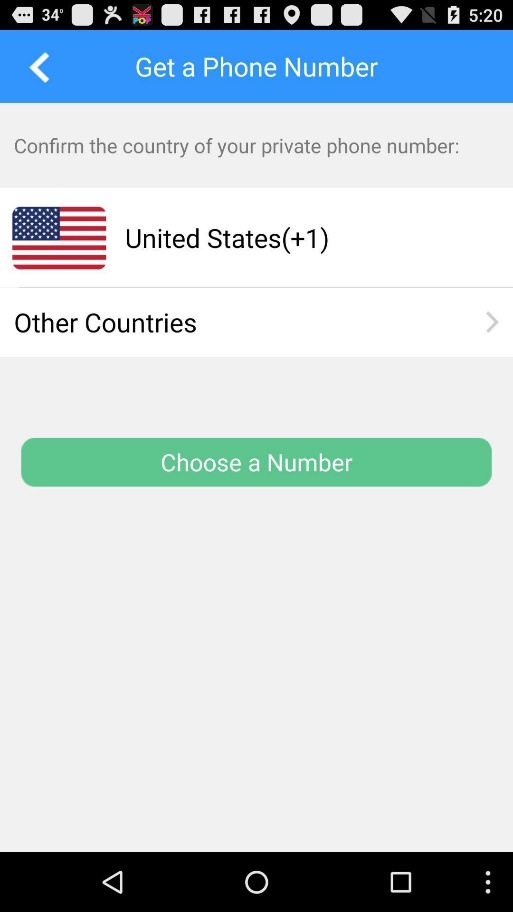 34° 5:20
Get a Phone Number
Confirm the country of your private phone number:
United States(+1)
Other Countries
Choose a Number